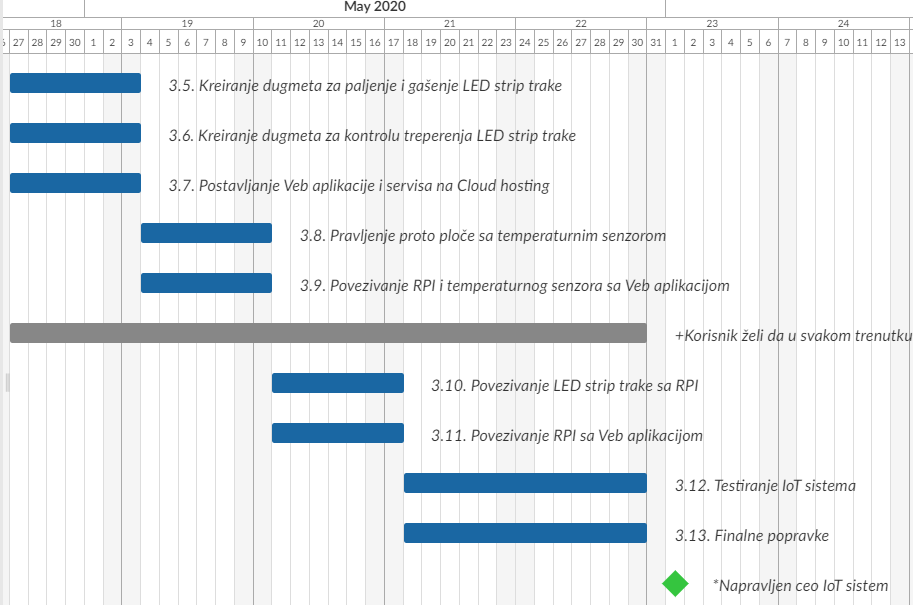 May 2020
18 19 20 21 22 23 24
27 28 29 30 1 2 3 4 5 6 7 8 9 10 11 12 13 14 15 16 17 18 19 20 21 22 23 24 25 26 27 28 29 30 31 1 2 3 4 5 6 7 8 9 10 11 12 13
3.5. Kreiranje dugmeta za paljenje i gašenje LED strip trake
3.6. Kreiranje dugmeta za kontrolu treperenja LED strip trake
3.7. Postavljanje Veb aplikacije i servisa na Cloud hosting
3.8. Pravljenje proto ploče sa temperaturnim senzorom
3.9. Povezivanje RPI i temperaturnog senzora sa Veb aplikacijom
+Korisnik želi da u svakom trenutku
3.10. Povezivanje LED strip trake sa RPI
3.11. Povezivanje RPI sa Veb aplikacijom
3.12. Testiranje IoT sistema
3.13. Finalne popravke
*Napravljen ceo IoT sistem